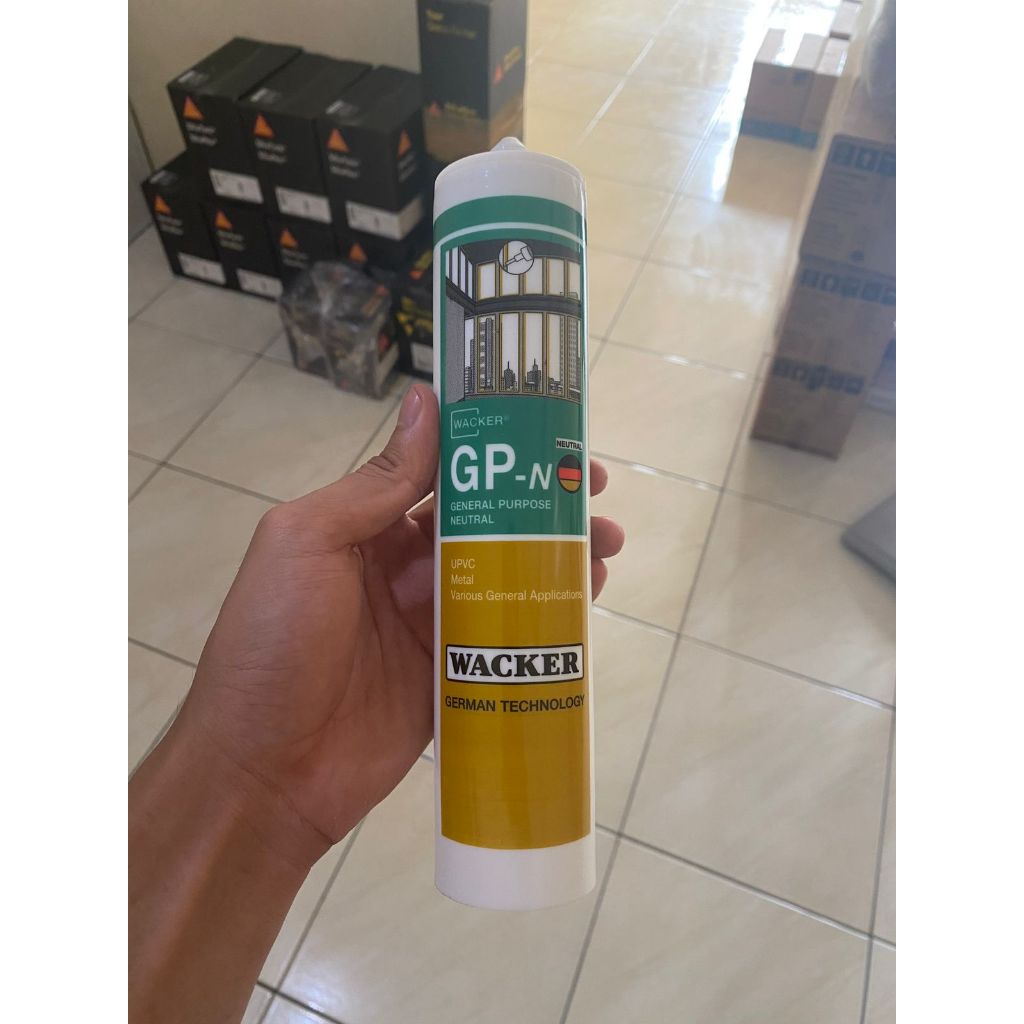 WACKER®
NEUTRAL
GP-N
GENERAL PURPOSE
NEUTRAL
UPVC
Metal
Various General Applications
WACKER
GERMAN TECHNOLOGY